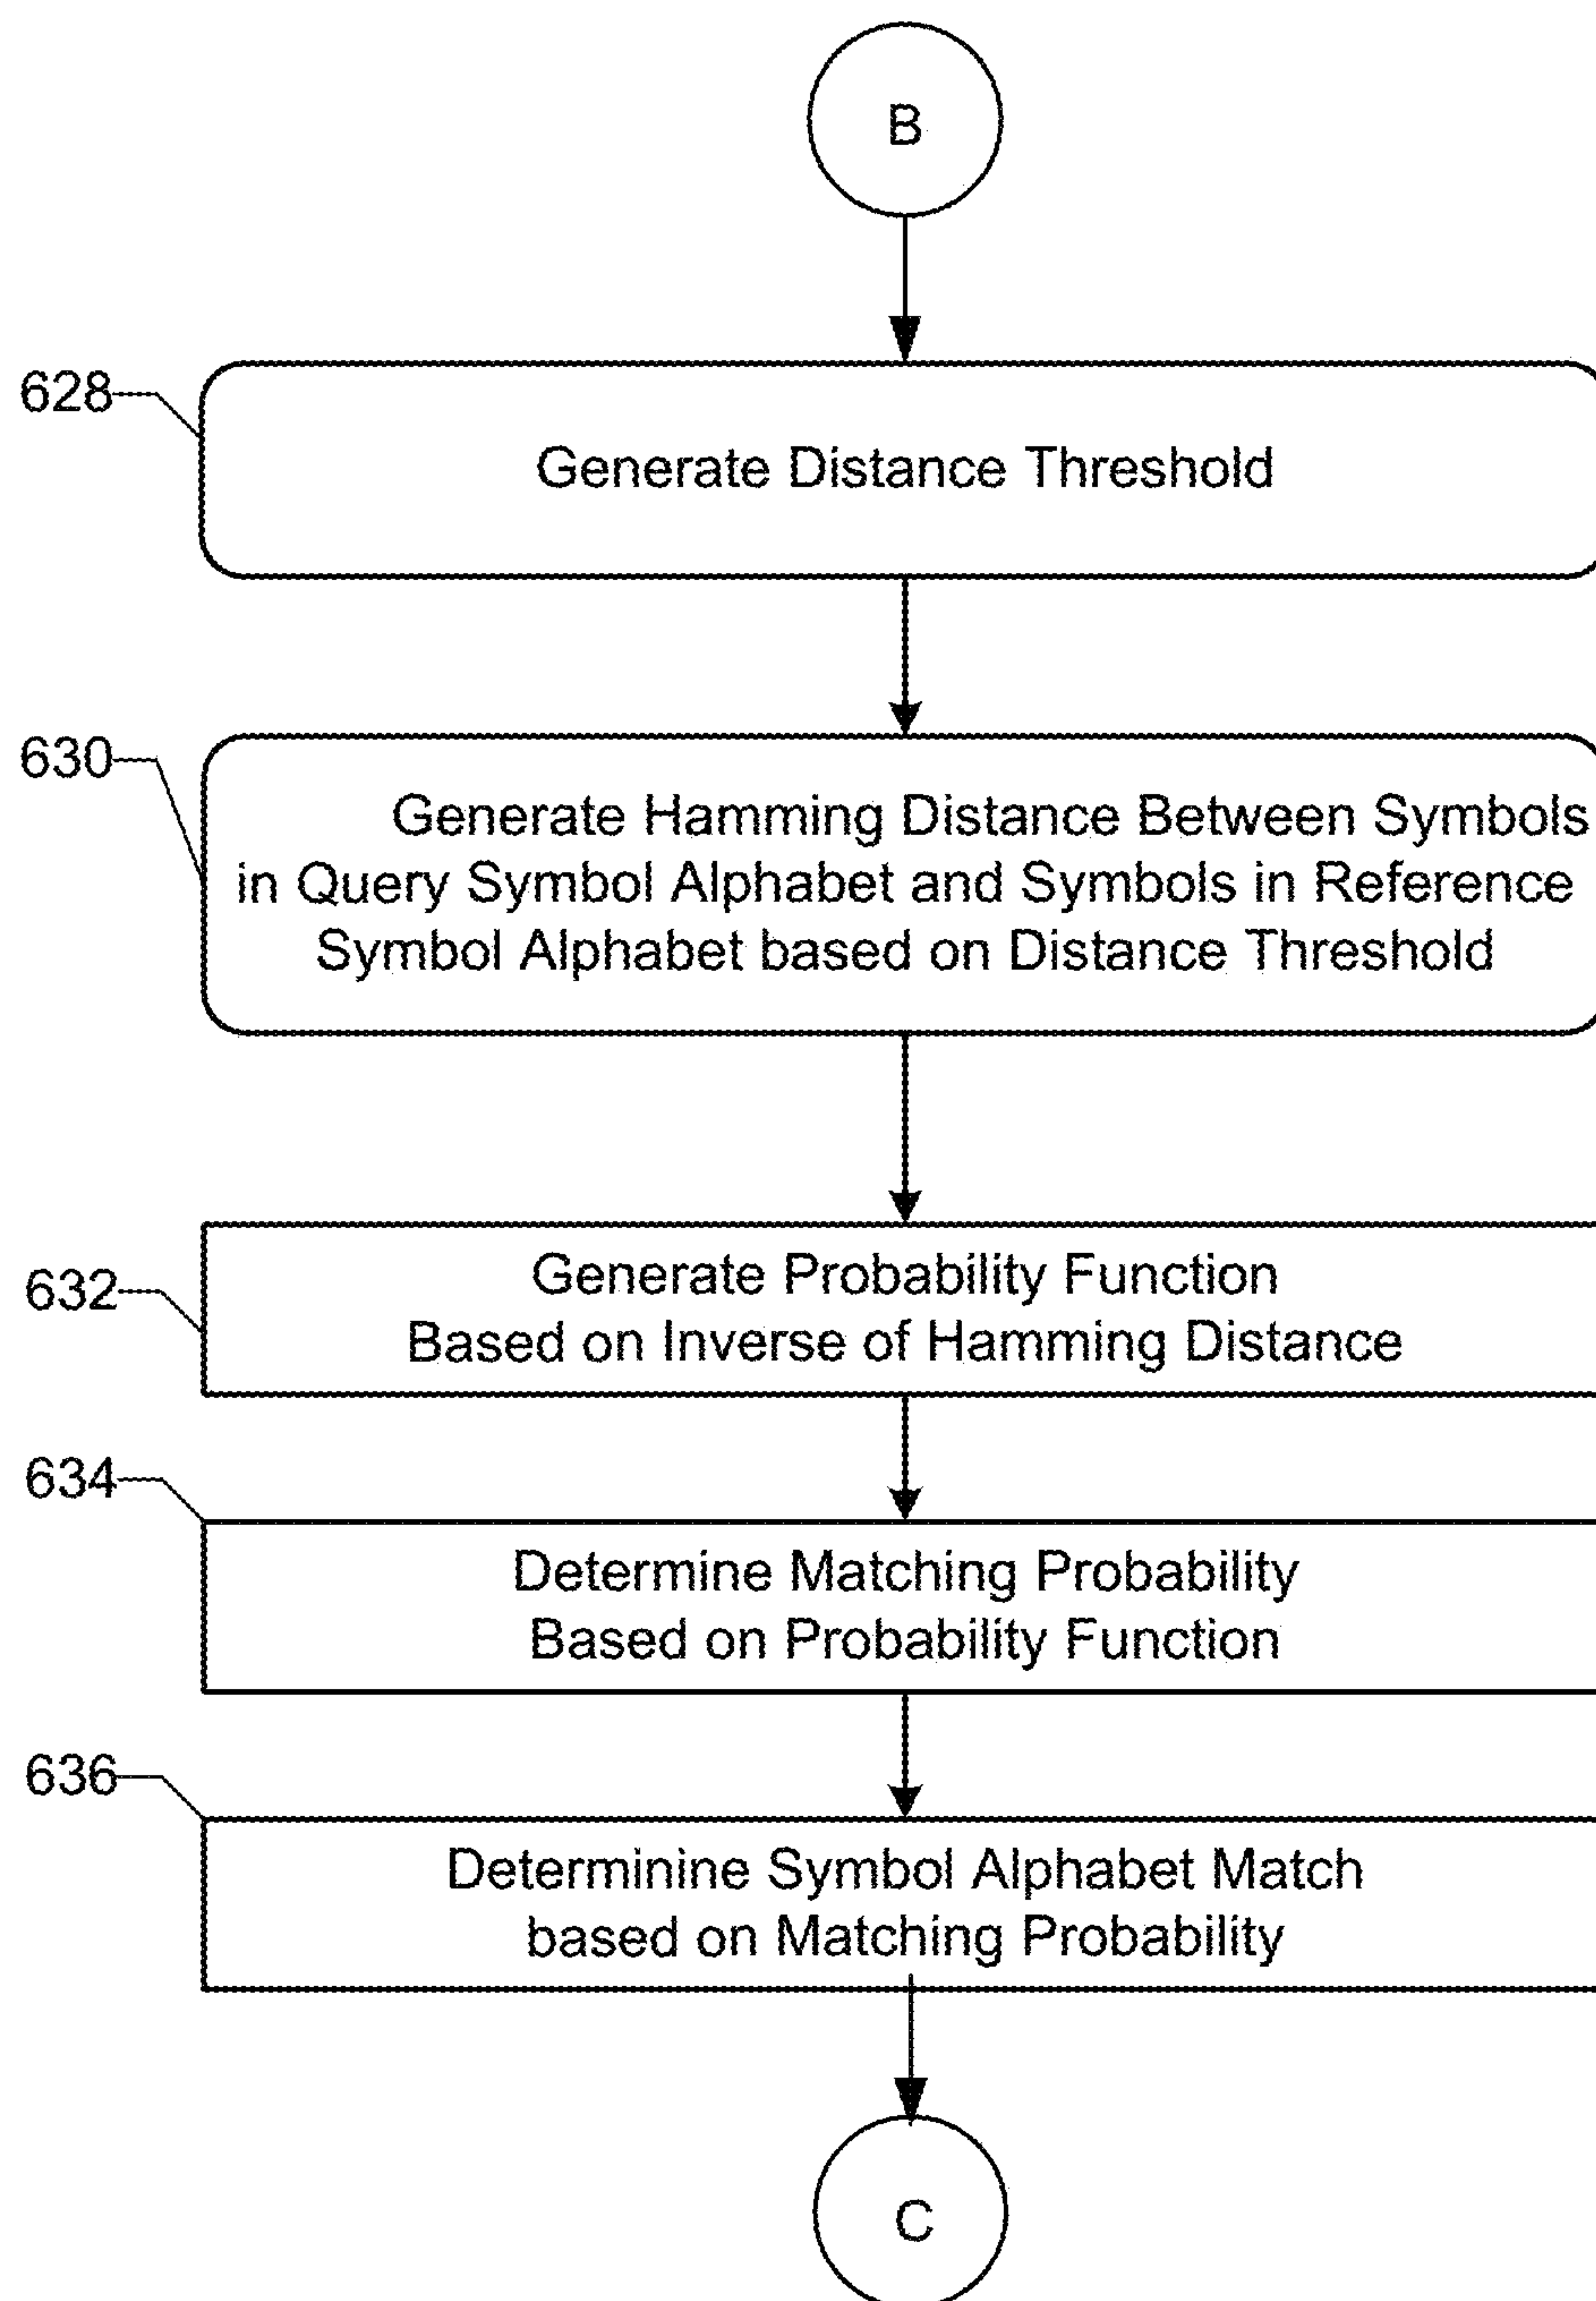 B
628
Generate Distance Threshold
630
Generate Hamming Distance Between Symbols
in Query Symbol Alphabet and Symbols in Reference
Symbol Alphabet based on Distance Threshold
632
Generate Probability Function
Based on Inverse of Hamming Distance
634
Determine Matching Probability
Based on Probability Function
636
Determinine Symbol Alphabet Match
based on Matching Probability
C